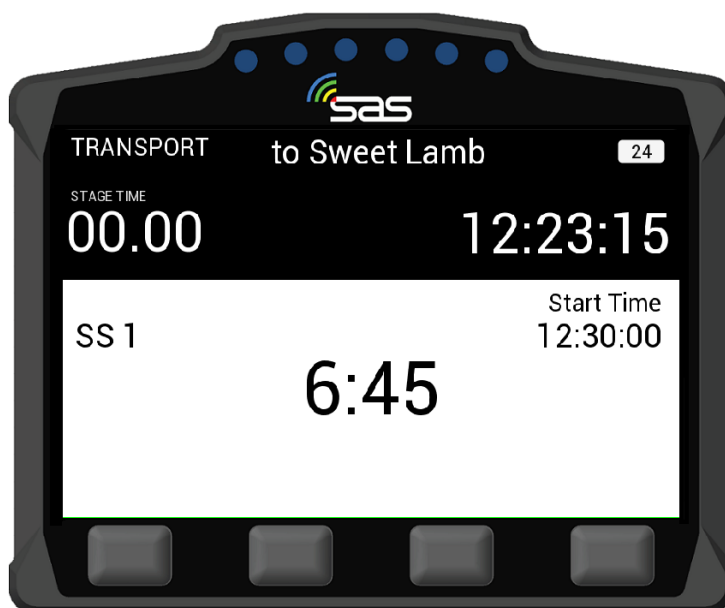 sas
TRANSPORT to Sweet Lamb 24
STAGE TIME
00.00 12:23:15
Start Time
SS 1 12:30:00
6:45